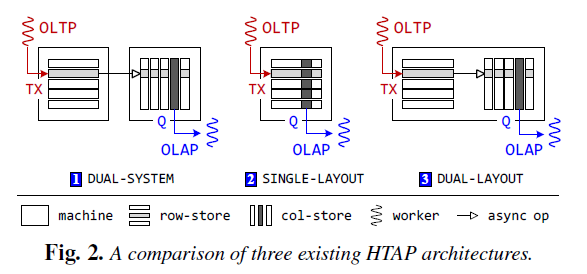 OLTP OLTP OLTP
TX TX TX
Q Q Q
OLAP OLAP OLAP
1 DUAL-SYSTEM 2 SINGLE-LAYOUT 3 DUAL-LAYOUT
machine row-store col-store worker async op
Fig. 2. A comparison of three existing HTAP architectures.